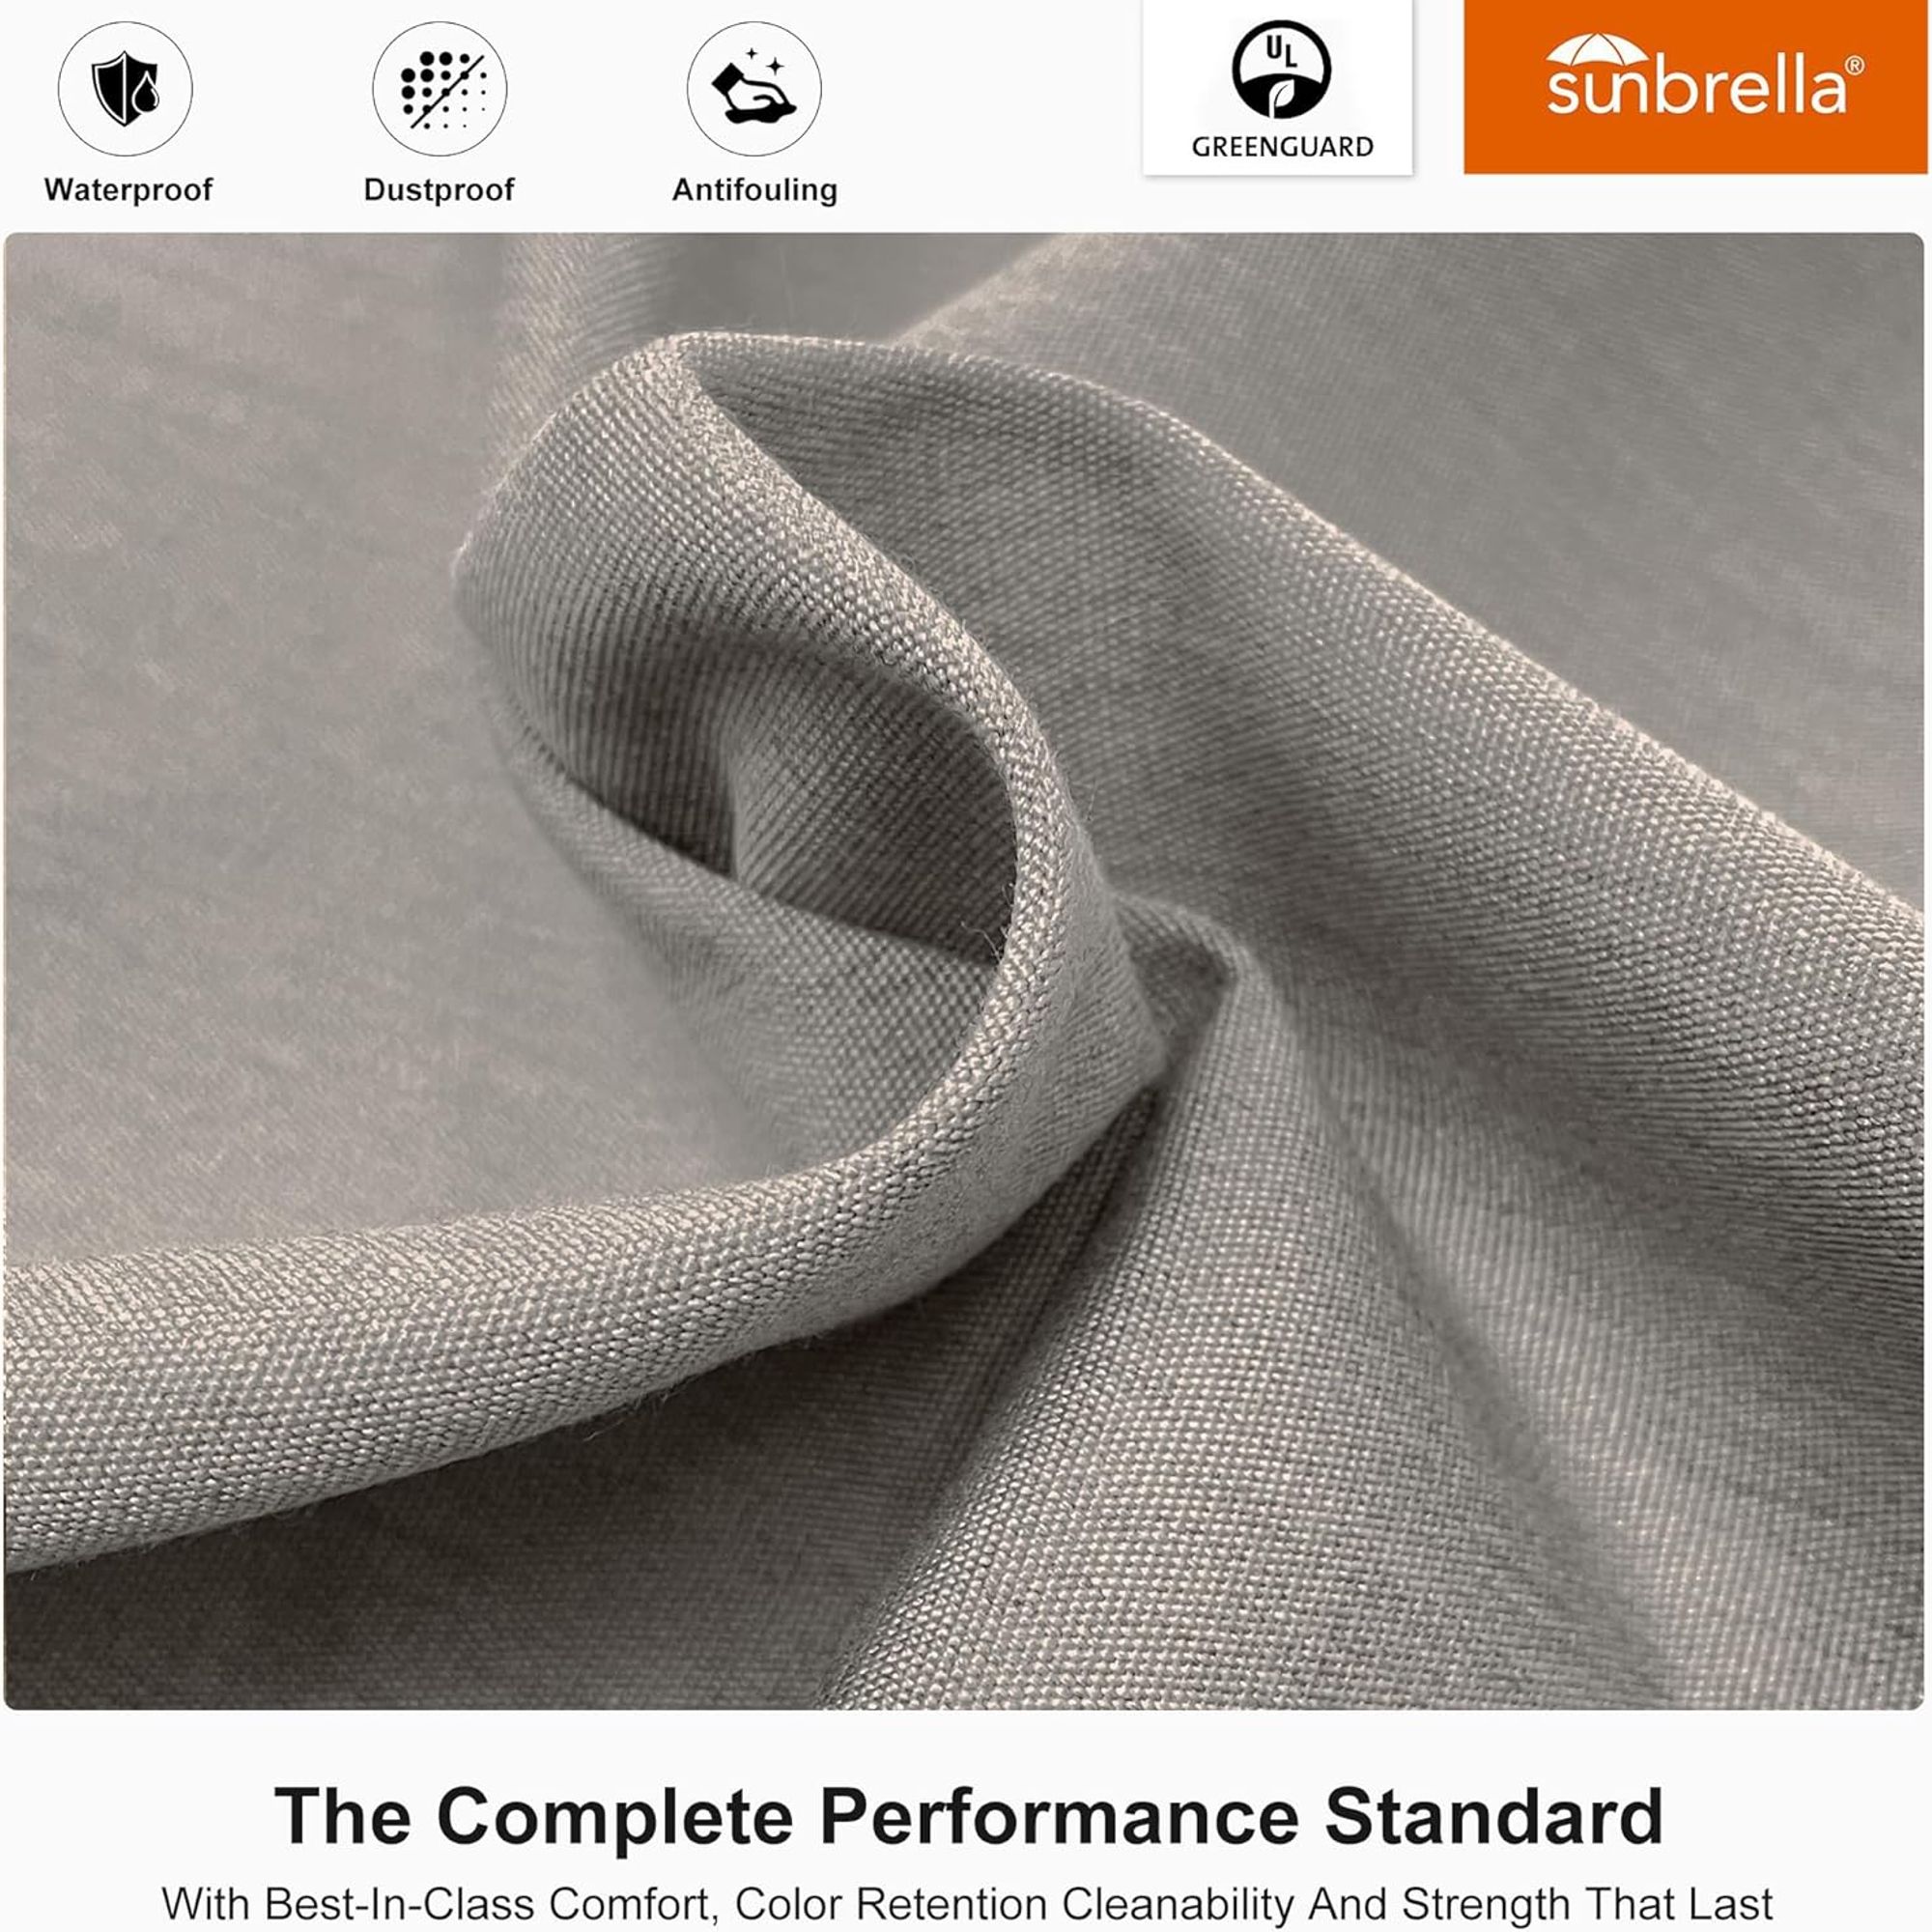 UL
GREENGUARD
sunbrella®
Waterproof
Dustproof
Antifouling
The Complete Performance Standard
With Best-In-Class Comfort, Color Retention Cleanability And Strength That Last